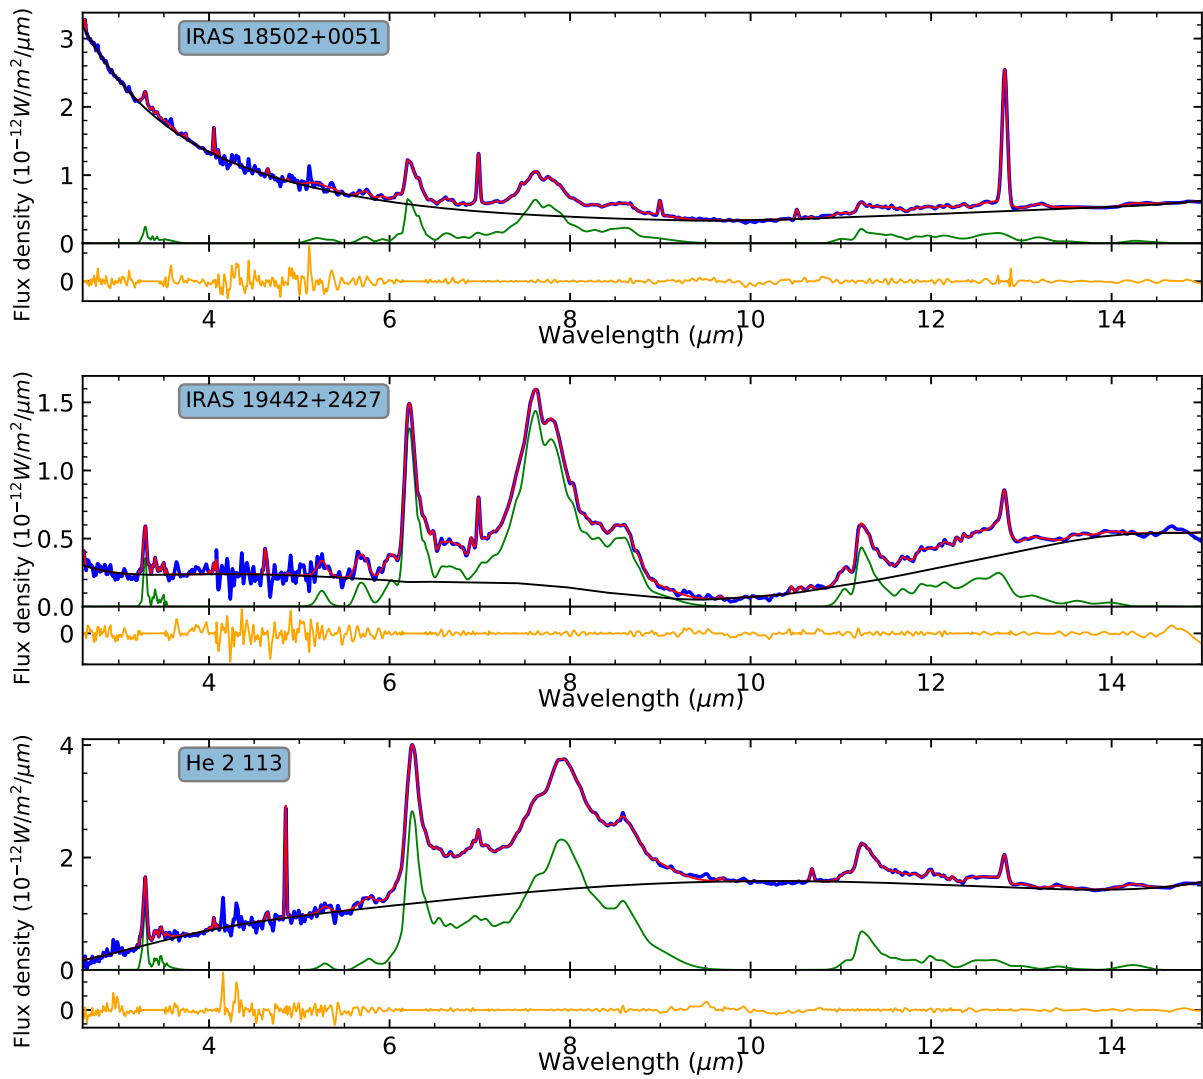 IRAS 18502+0051
Flux density (10⁻¹²W/m²/μm)
3
2
1
0
0
4 6 8 10 12 14
Wavelength (μm)
IRAS 19442+2427
Flux density (10⁻¹²W/m²/μm)
1.5
1.0
0.5
0.0
0
4 6 8 10 12 14
Wavelength (μm)
He 2 113
Flux density (10⁻¹²W/m²/μm)
4
2
0
0
4 6 8 10 12 14
Wavelength (μm)